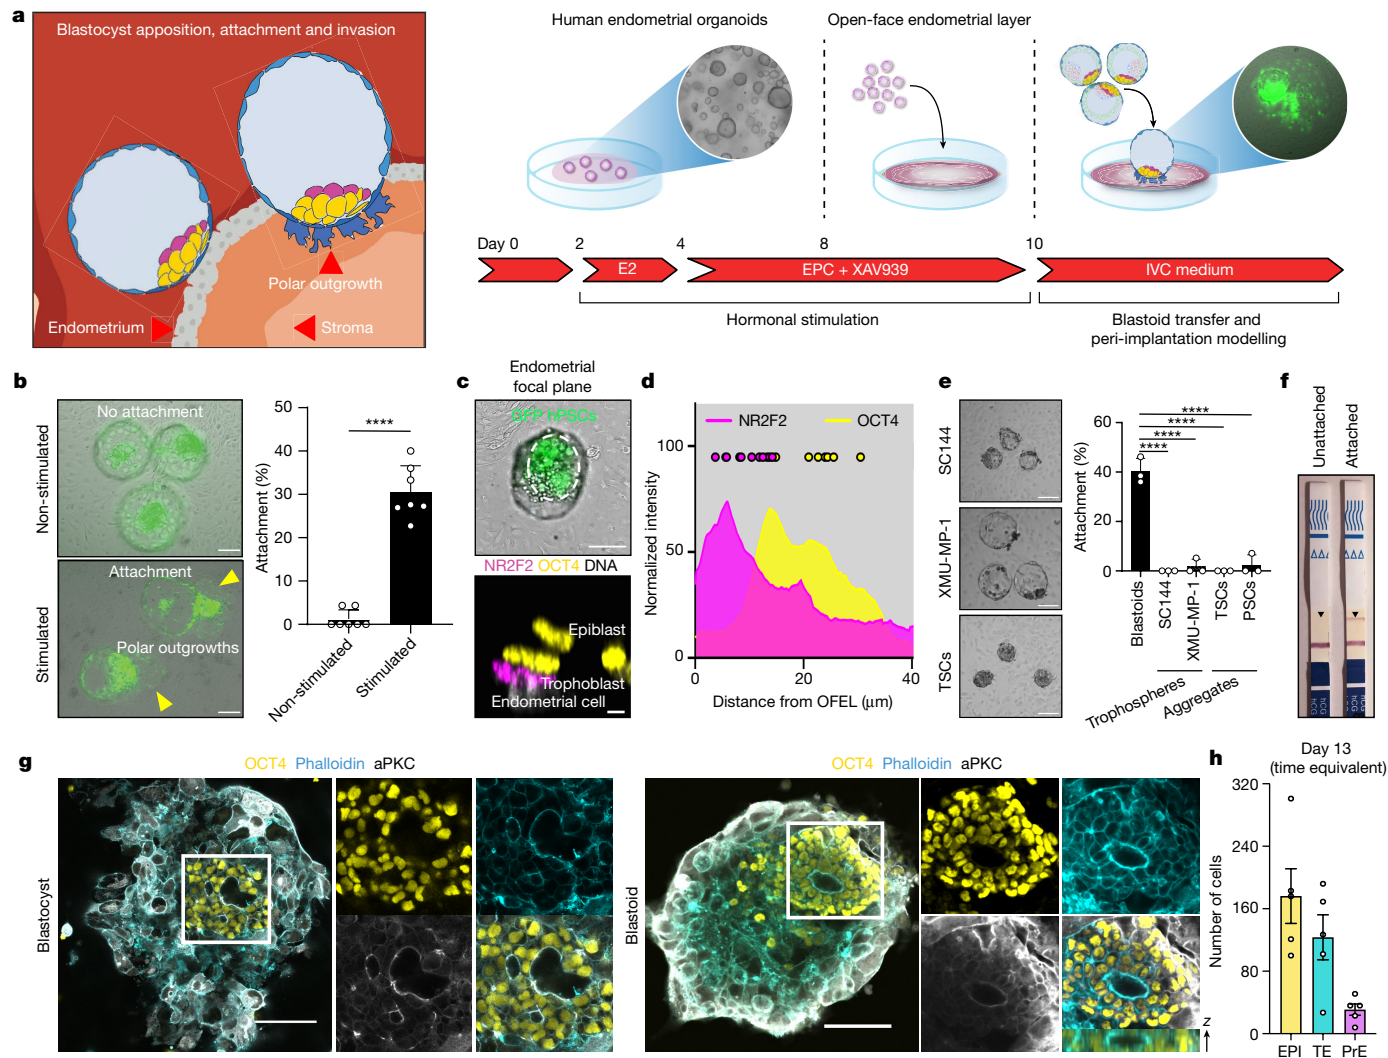 a
Blastocyst apposition, attachment and invasion
Polar outgrowth
Endometrium
Stroma
Human endometrial organoids
Open-face endometrial layer
Day 0
2
4
8
10
E2
EPC + XAV939
IVC medium
Hormonal stimulation
Blastoid transfer and
peri-implantation modelling
b
Non-stimulated
No attachment
Stimulated
Attachment
Polar outgrowths
Attachment (%)
50
40
30
20
10
0
****
Non-stimulated
Stimulated
c
Endometrial
focal plane
GFP hPSCs
NR2F2 OCT4 DNA
Epiblast
Trophoblast
Endometrial cell
d
NR2F2
OCT4
Normalized intensity
100
50
0
0
20
40
Distance from OFEL (μm)
e
SC144
XMU-MP-1
TSCs
Attachment (%)
60
40
20
0
****
****
****
****
Blastoids
SC144
XMU-MP-1
TSCs
PSCs
Trophospheres
Aggregates
f
Unattached
Attached
hCG
hCG
g
OCT4 Phalloidin aPKC
Blastocyst
OCT4 Phalloidin aPKC
Blastoid
z
h
Day 13
(time equivalent)
Number of cells
320
240
160
80
0
EPI
TE
PrE